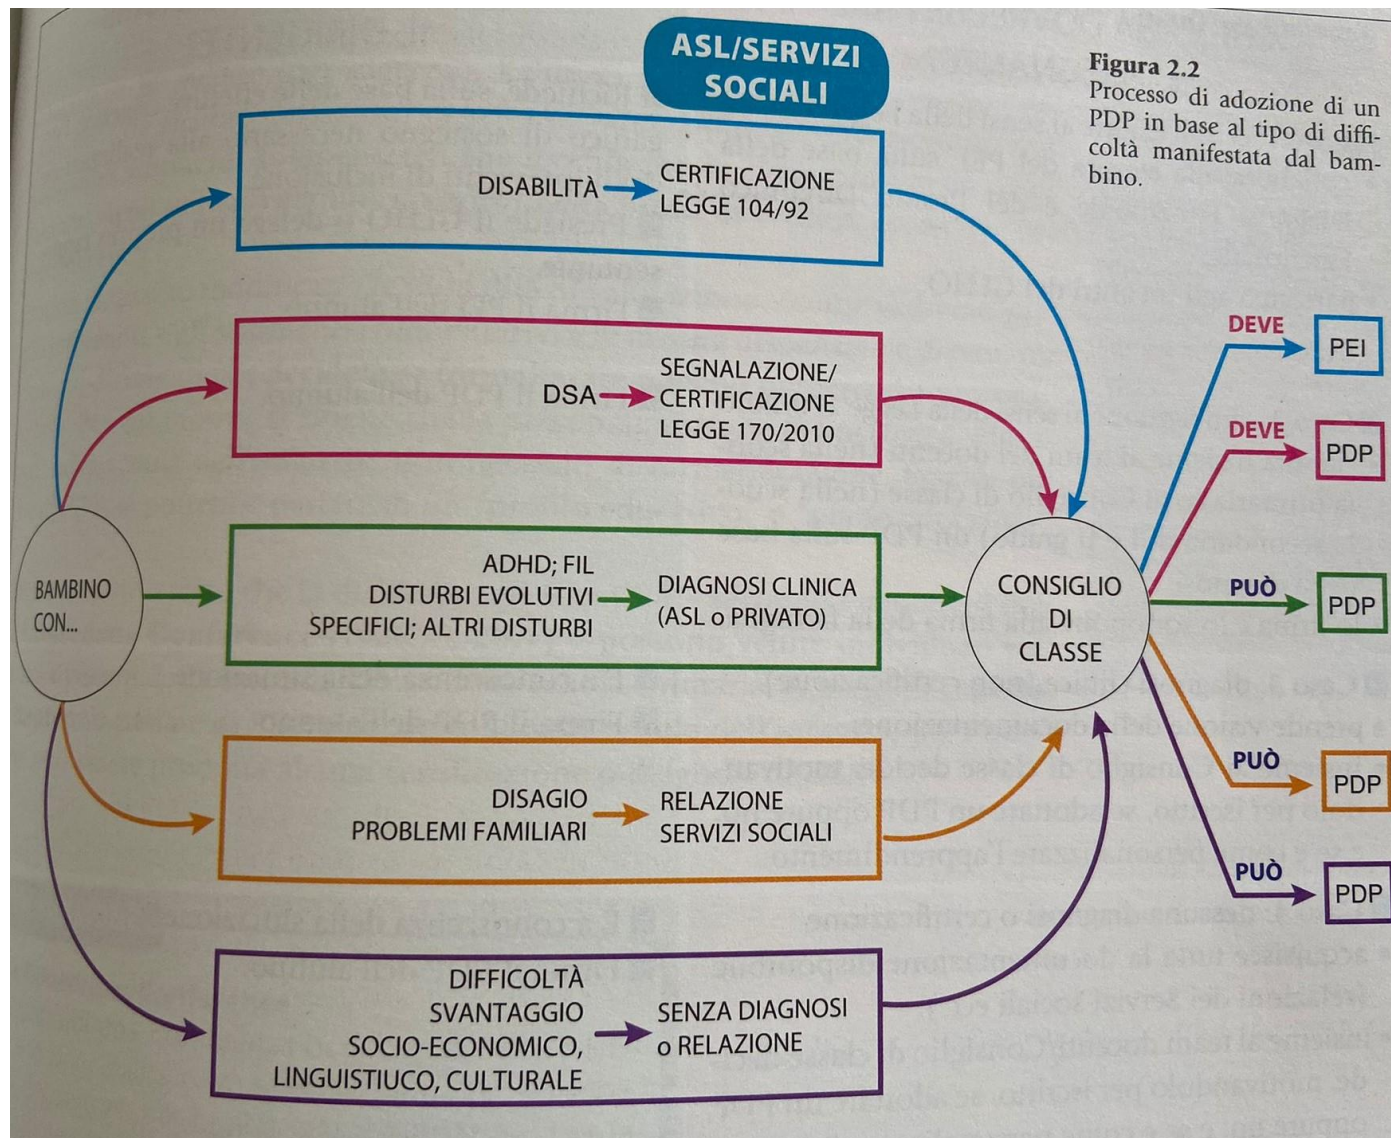 ASL/SERVIZI
SOCIALI
Figura 2.2
Processo di adozione di un
PDP in base al tipo di diffi-
coltà manifestata dal bam-
bino.
BAMBINO
CON...
DISABILITÀ
CERTIFICAZIONE
LEGGE 104/92
DSA
SEGNALAZIONE/
CERTIFICAZIONE
LEGGE 170/2010
ADHD; FIL
DISTURBI EVOLUTIVI
SPECIFICI; ALTRI DISTURBI
DIAGNOSI CLINICA
(ASL o PRIVATO)
DISAGIO
PROBLEMI FAMILIARI
RELAZIONE
SERVIZI SOCIALI
DIFFICOLTÀ
SVANTAGGIO
SOCIO-ECONOMICO,
LINGUISTIUCO, CULTURALE
SENZA DIAGNOSI
o RELAZIONE
CONSIGLIO
DI
CLASSE
DEVE
PEI
DEVE
PDP
PUÒ
PDP
PUÒ
PDP
PUÒ
PDP